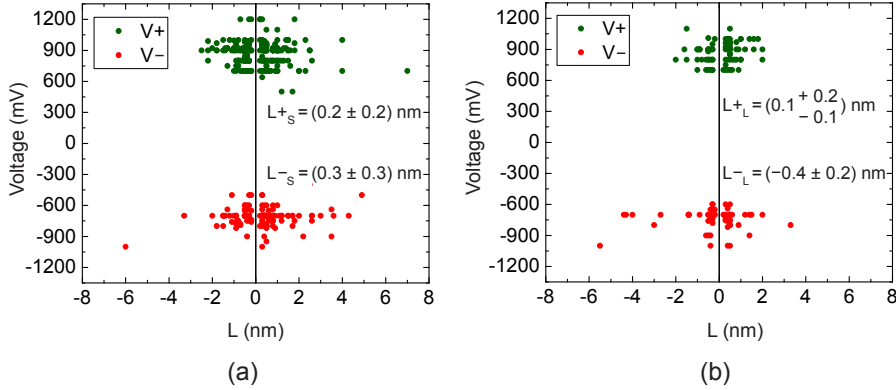 1200
900
600
300
0
-300
-600
-900
-1200
Voltage (mV)
V+
V−
L+S = (0.2 ± 0.2) nm
L−S = (0.3 ± 0.3) nm
-8 -6 -4 -2 0 2 4 6 8
L (nm)
(a)
1200
900
600
300
0
-300
-600
-900
-1200
Voltage (mV)
V+
V−
L+L = (0.1 + 0.2 − 0.1) nm
L−L = (−0.4 ± 0.2) nm
-8 -6 -4 -2 0 2 4 6 8
L (nm)
(b)